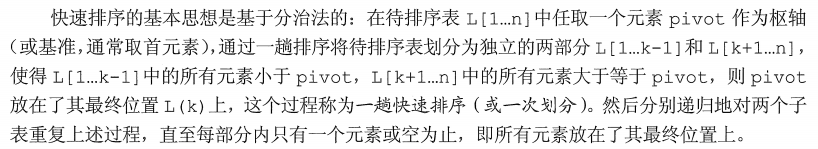 快速排序的基本思想是基于分治法的：在待排序表 L[1…n]中任取一个元素 pivot 作为枢轴
（或基准，通常取首元素），通过一趟排序将待排序表划分为独立的两部分 L[1…k-1]和 L[k+1…n]，
使得 L[1…k-1]中的所有元素小于 pivot，L[k+1…n]中的所有元素大于等于 pivot，则 pivot
放在了其最终位置 L(k)上，这个过程称为一趟快速排序（或一次划分）。然后分别递归地对两个子
表重复上述过程，直至每部分内只有一个元素或空为止，即所有元素放在了其最终位置上。